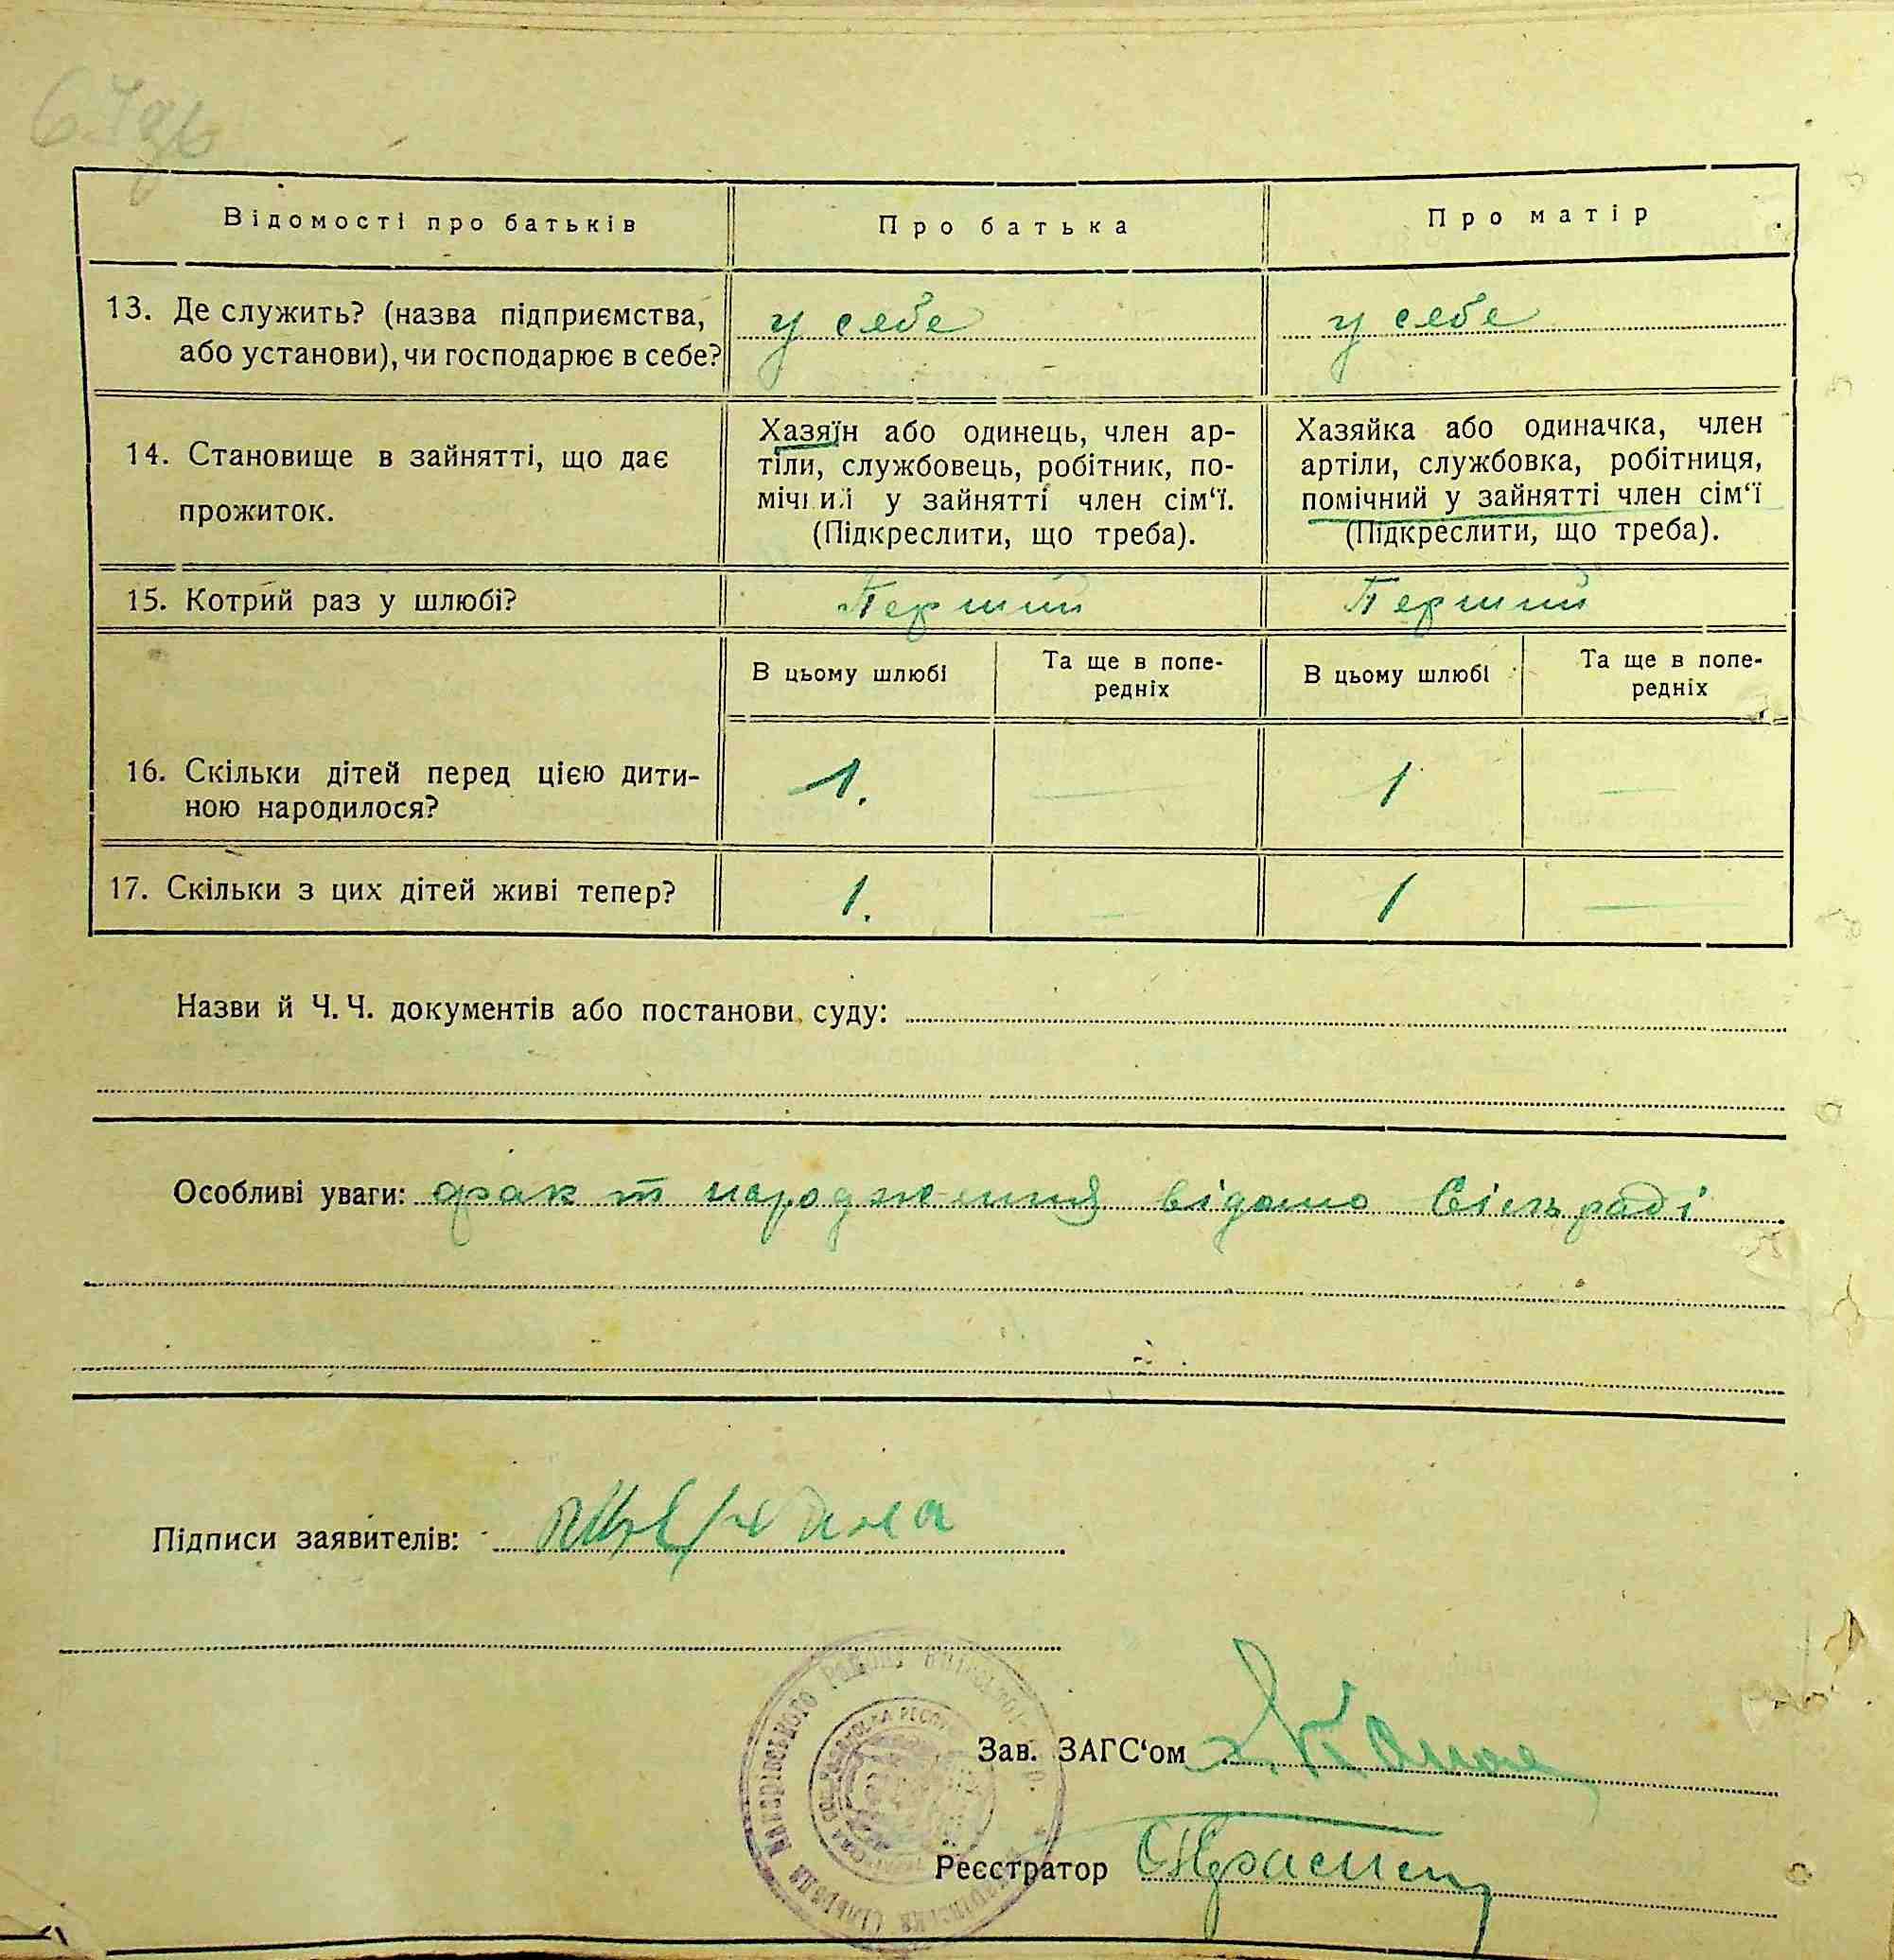 67зв
Відомості про батьків
Про батька
Про матір
13. Де служить? (назва підприємства,
або установи), чи господарює в себе?
у себе
у себе
14. Становище в зайнятті, що дає
прожиток.
Хазяїн або одинець, член ар-
тіли, службовець, робітник, по-
мічний у зайнятті член сім‘ї.
(Підкреслити, що треба).
Хазяйка або одиначка, член
артіли, службовка, робітниця,
помічний у зайнятті член сім‘ї
(Підкреслити, що треба).
15. Котрий раз у шлюбі?
Перший
Перший
В цьому шлюбі
Та ще в попе-
редніх
В цьому шлюбі
Та ще в попе-
редніх
16. Скільки дітей перед цією дити-
ною народилося?
1.
—
1
—
17. Скільки з цих дітей живі тепер?
1.
—
1
—
Назви й Ч. Ч. документів або постанови суду:
Особливі уваги: факт народження відомо Сільраді
Підписи заявителів:
Зав. ЗАГС‘ом
Реєстратор